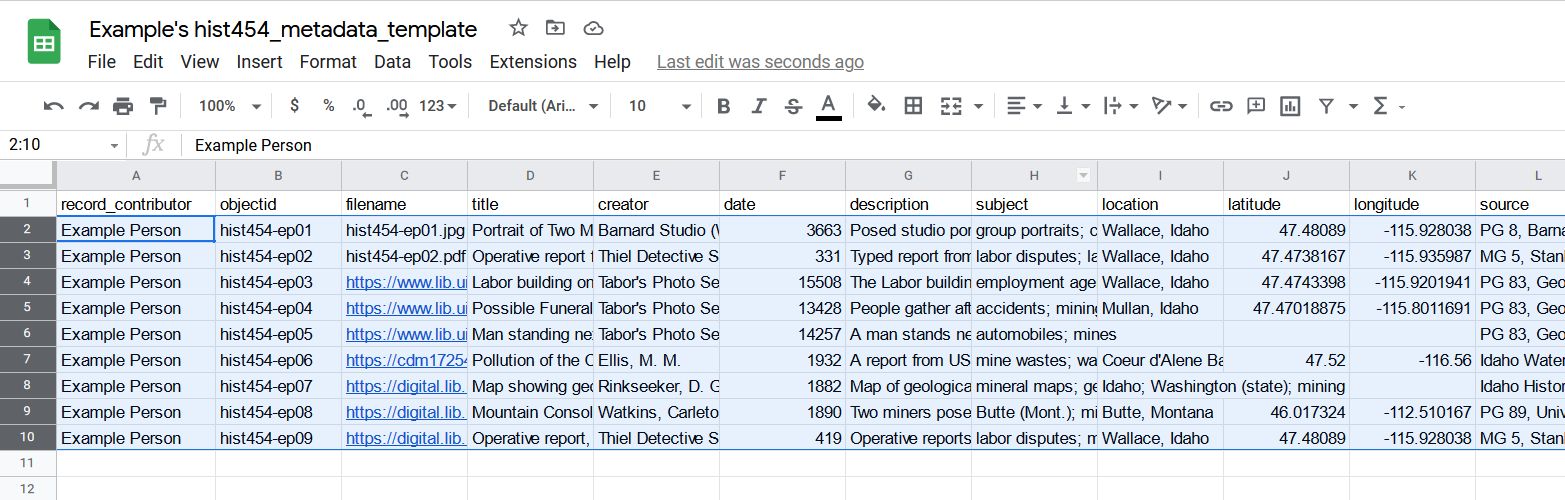 Example's hist454_metadata_template
File Edit View Insert Format Data Tools Extensions Help Last edit was seconds ago
100% $ % .0 .00 123 Default (Ari... 10 B I S A
2:10 fx Example Person
A B C D E F G H I J K L
1 record_contributor objectid filename title creator date description subject location latitude longitude source
2 Example Person hist454-ep01 hist454-ep01.jpg Portrait of Two M Barnard Studio ( 3663 Posed studio por group portraits; c Wallace, Idaho 47.48089 -115.928038 PG 8, Barna
3 Example Person hist454-ep02 hist454-ep02.pdf Operative report f Thiel Detective S 331 Typed report from labor disputes; la Wallace, Idaho 47.4738167 -115.935987 MG 5, Stanl
4 Example Person hist454-ep03 https://www.lib.ui Labor building on Tabor's Photo Se 15508 The Labor buildin employment age Wallace, Idaho 47.4743398 -115.9201941 PG 83, Geo
5 Example Person hist454-ep04 https://www.lib.ui Possible Funeral Tabor's Photo Se 13428 People gather aft accidents; mining Mullan, Idaho 47.47018875 -115.8011691 PG 83, Geo
6 Example Person hist454-ep05 https://www.lib.ui Man standing ne Tabor's Photo Se 14257 A man stands ne automobiles; mines PG 83, Geo
7 Example Person hist454-ep06 https://cdm17254 Pollution of the C Ellis, M. M. 1932 A report from US mine wastes; wa Coeur d'Alene Ba 47.52 -116.56 Idaho Water
8 Example Person hist454-ep07 https://digital.lib. Map showing geo Rinkseeker, D. G 1882 Map of geologica mineral maps; ge Idaho; Washington (state); mining Idaho Histor
9 Example Person hist454-ep08 https://digital.lib. Mountain Consol Watkins, Carleto 1890 Two miners pose Butte (Mont.); mi Butte, Montana 46.017324 -112.510167 PG 89, Univ
10 Example Person hist454-ep09 https://digital.lib. Operative report, Thiel Detective S 419 Operative reports labor disputes; m Wallace, Idaho 47.48089 -115.928038 MG 5, Stanl
11
12